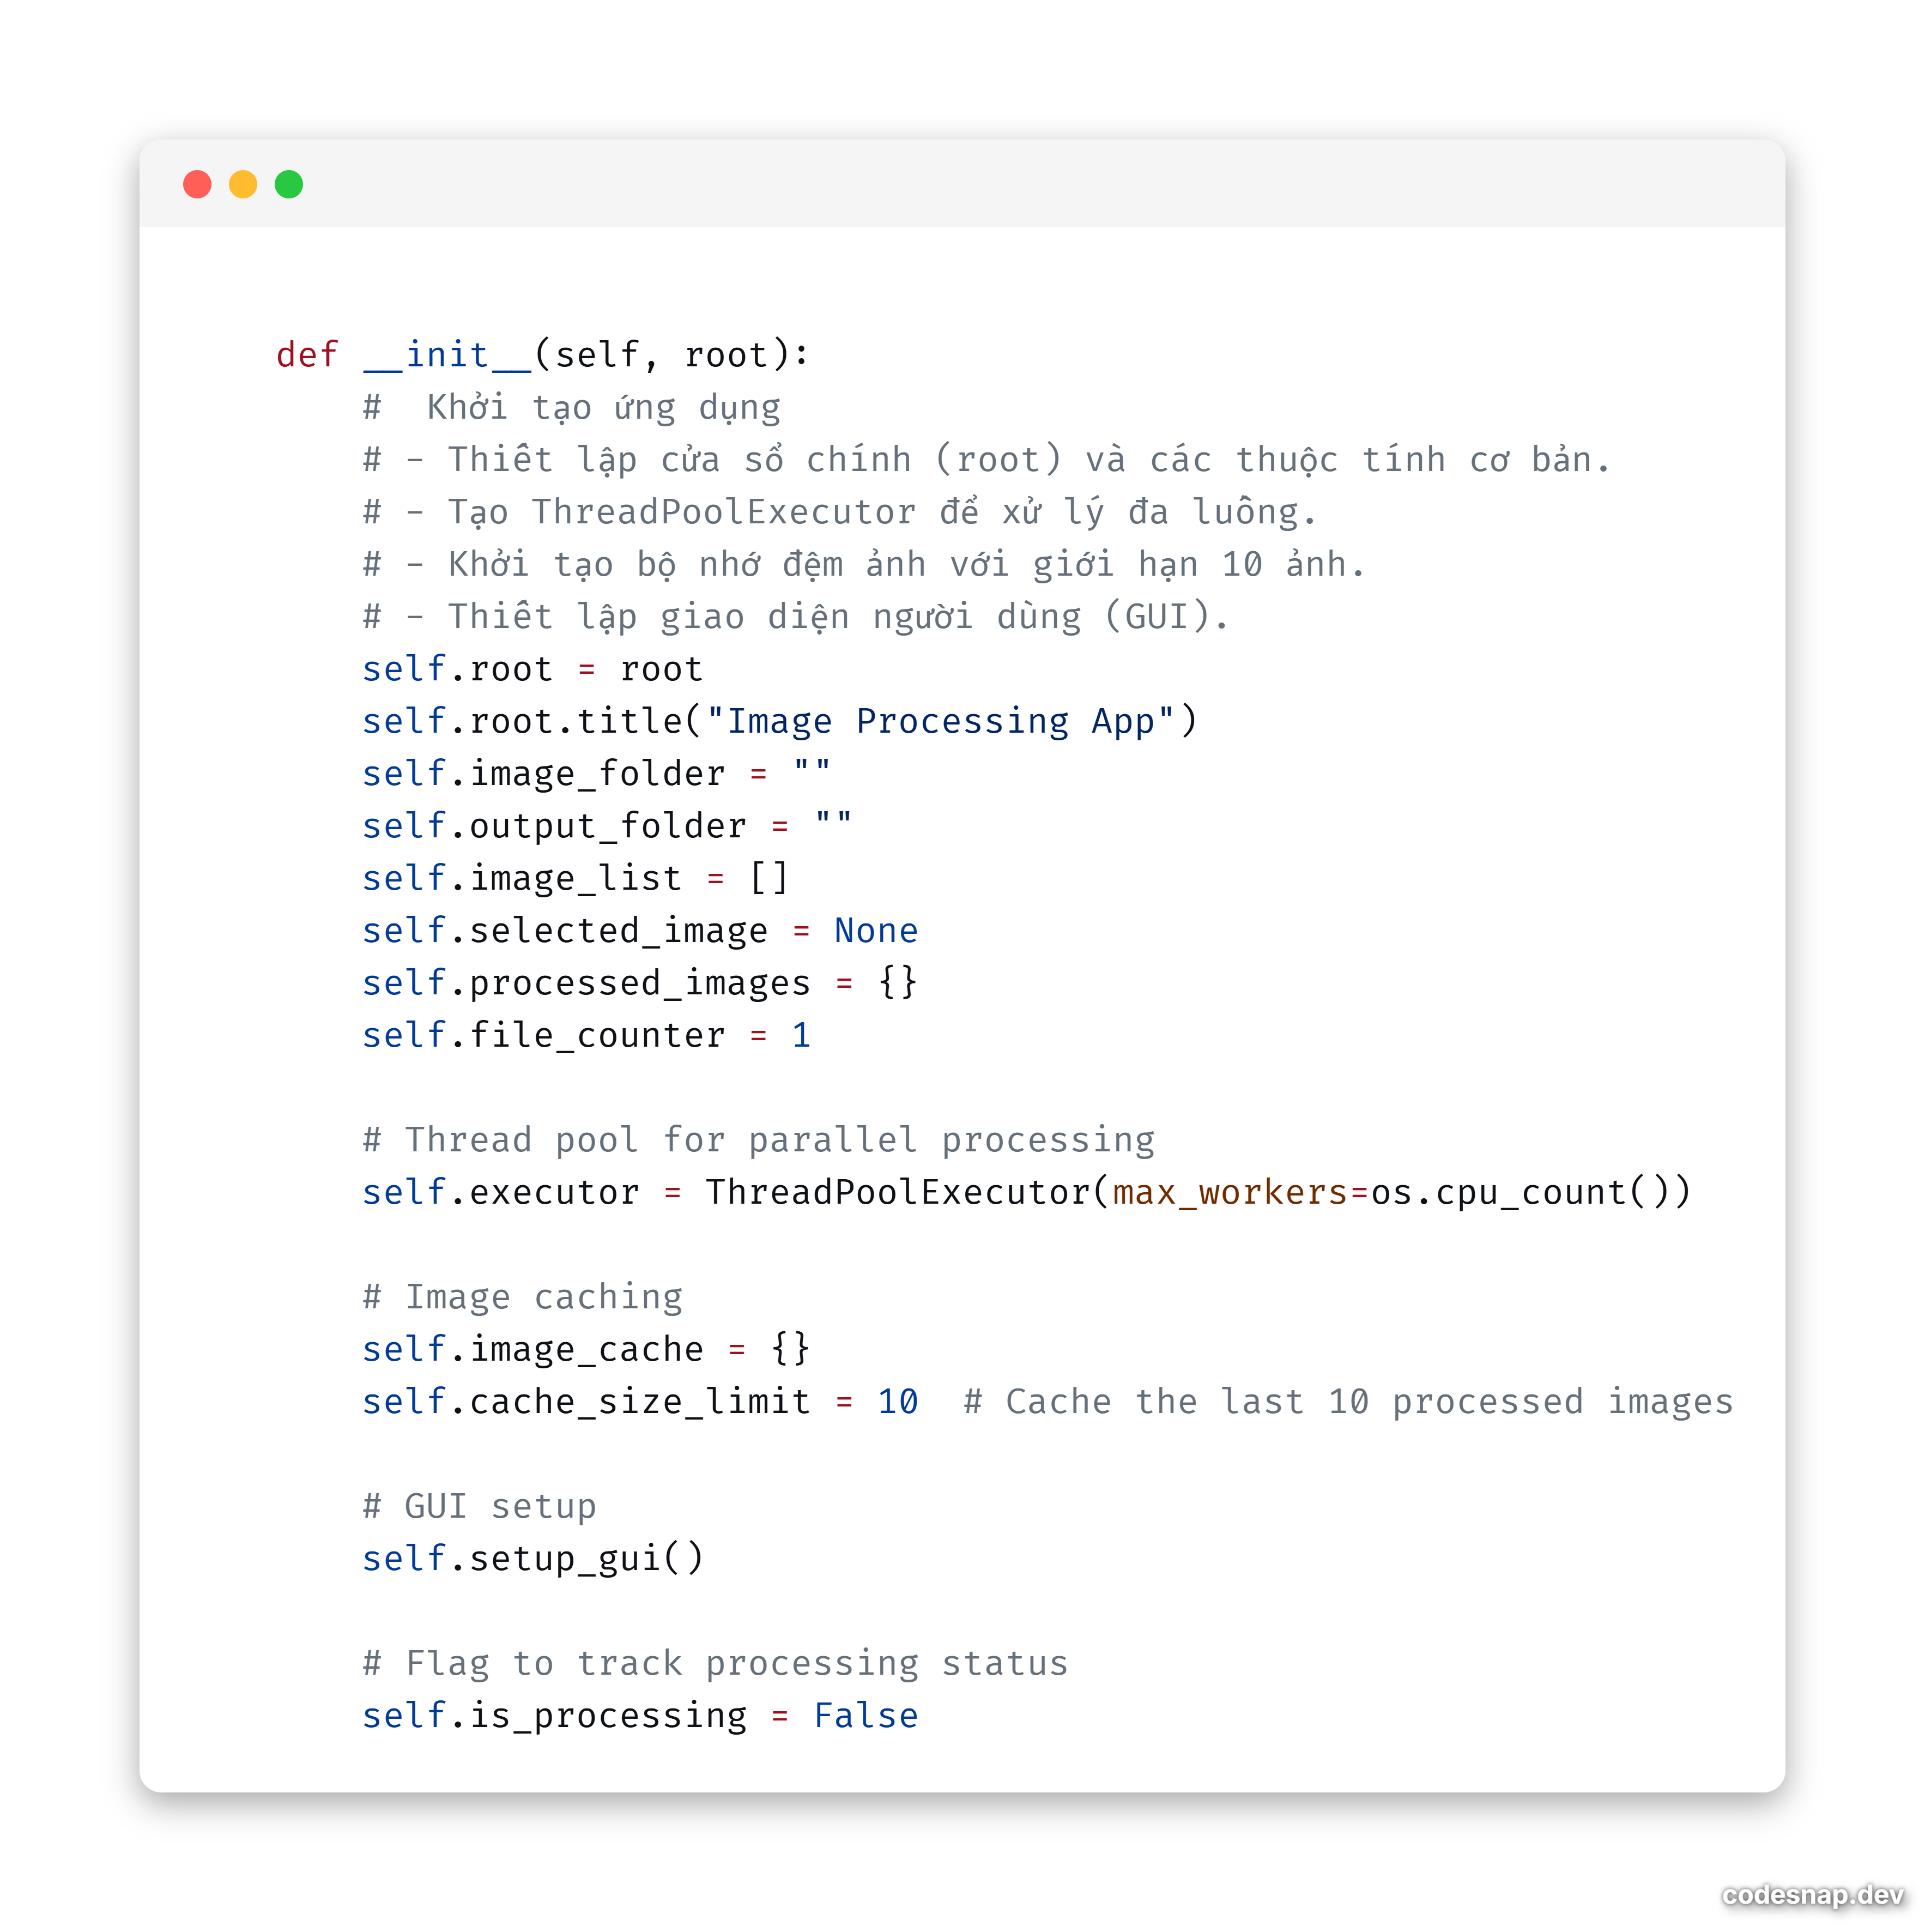 def __init__(self, root):
    #  Khởi tạo ứng dụng
    # - Thiết lập cửa sổ chính (root) và các thuộc tính cơ bản.
    # - Tạo ThreadPoolExecutor để xử lý đa luồng.
    # - Khởi tạo bộ nhớ đệm ảnh với giới hạn 10 ảnh.
    # - Thiết lập giao diện người dùng (GUI).
    self.root = root
    self.root.title("Image Processing App")
    self.image_folder = ""
    self.output_folder = ""
    self.image_list = []
    self.selected_image = None
    self.processed_images = {}
    self.file_counter = 1

    # Thread pool for parallel processing
    self.executor = ThreadPoolExecutor(max_workers=os.cpu_count())

    # Image caching
    self.image_cache = {}
    self.cache_size_limit = 10  # Cache the last 10 processed images

    # GUI setup
    self.setup_gui()

    # Flag to track processing status
    self.is_processing = False
codesnap.dev